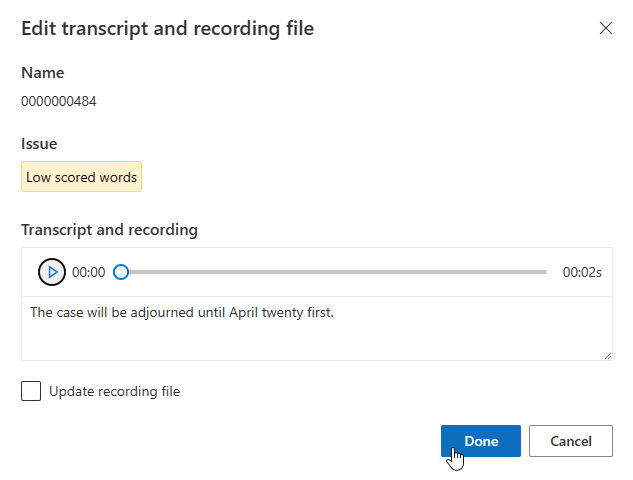 Edit transcript and recording file
Name
0000000484
Issue
Low scored words
Transcript and recording
00:00 00:02s
The case will be adjourned until April twenty first.
Update recording file
Done Cancel